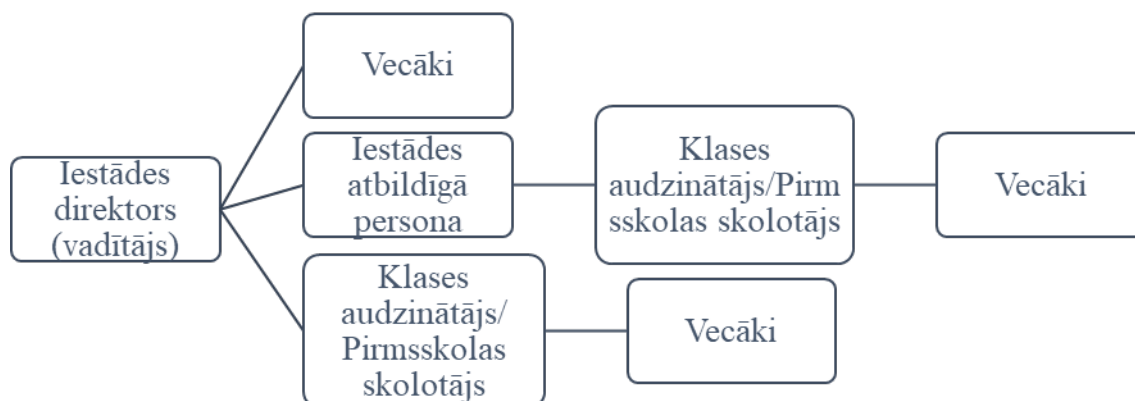 Vecāki
Iestādes
direktors
(vadītājs)
Iestādes
atbildīgā
persona
Klases
audzinātājs/Pirm
sskolas skolotājs
Vecāki
Klases
audzinātājs/
Pirmsskolas
skolotājs
Vecāki